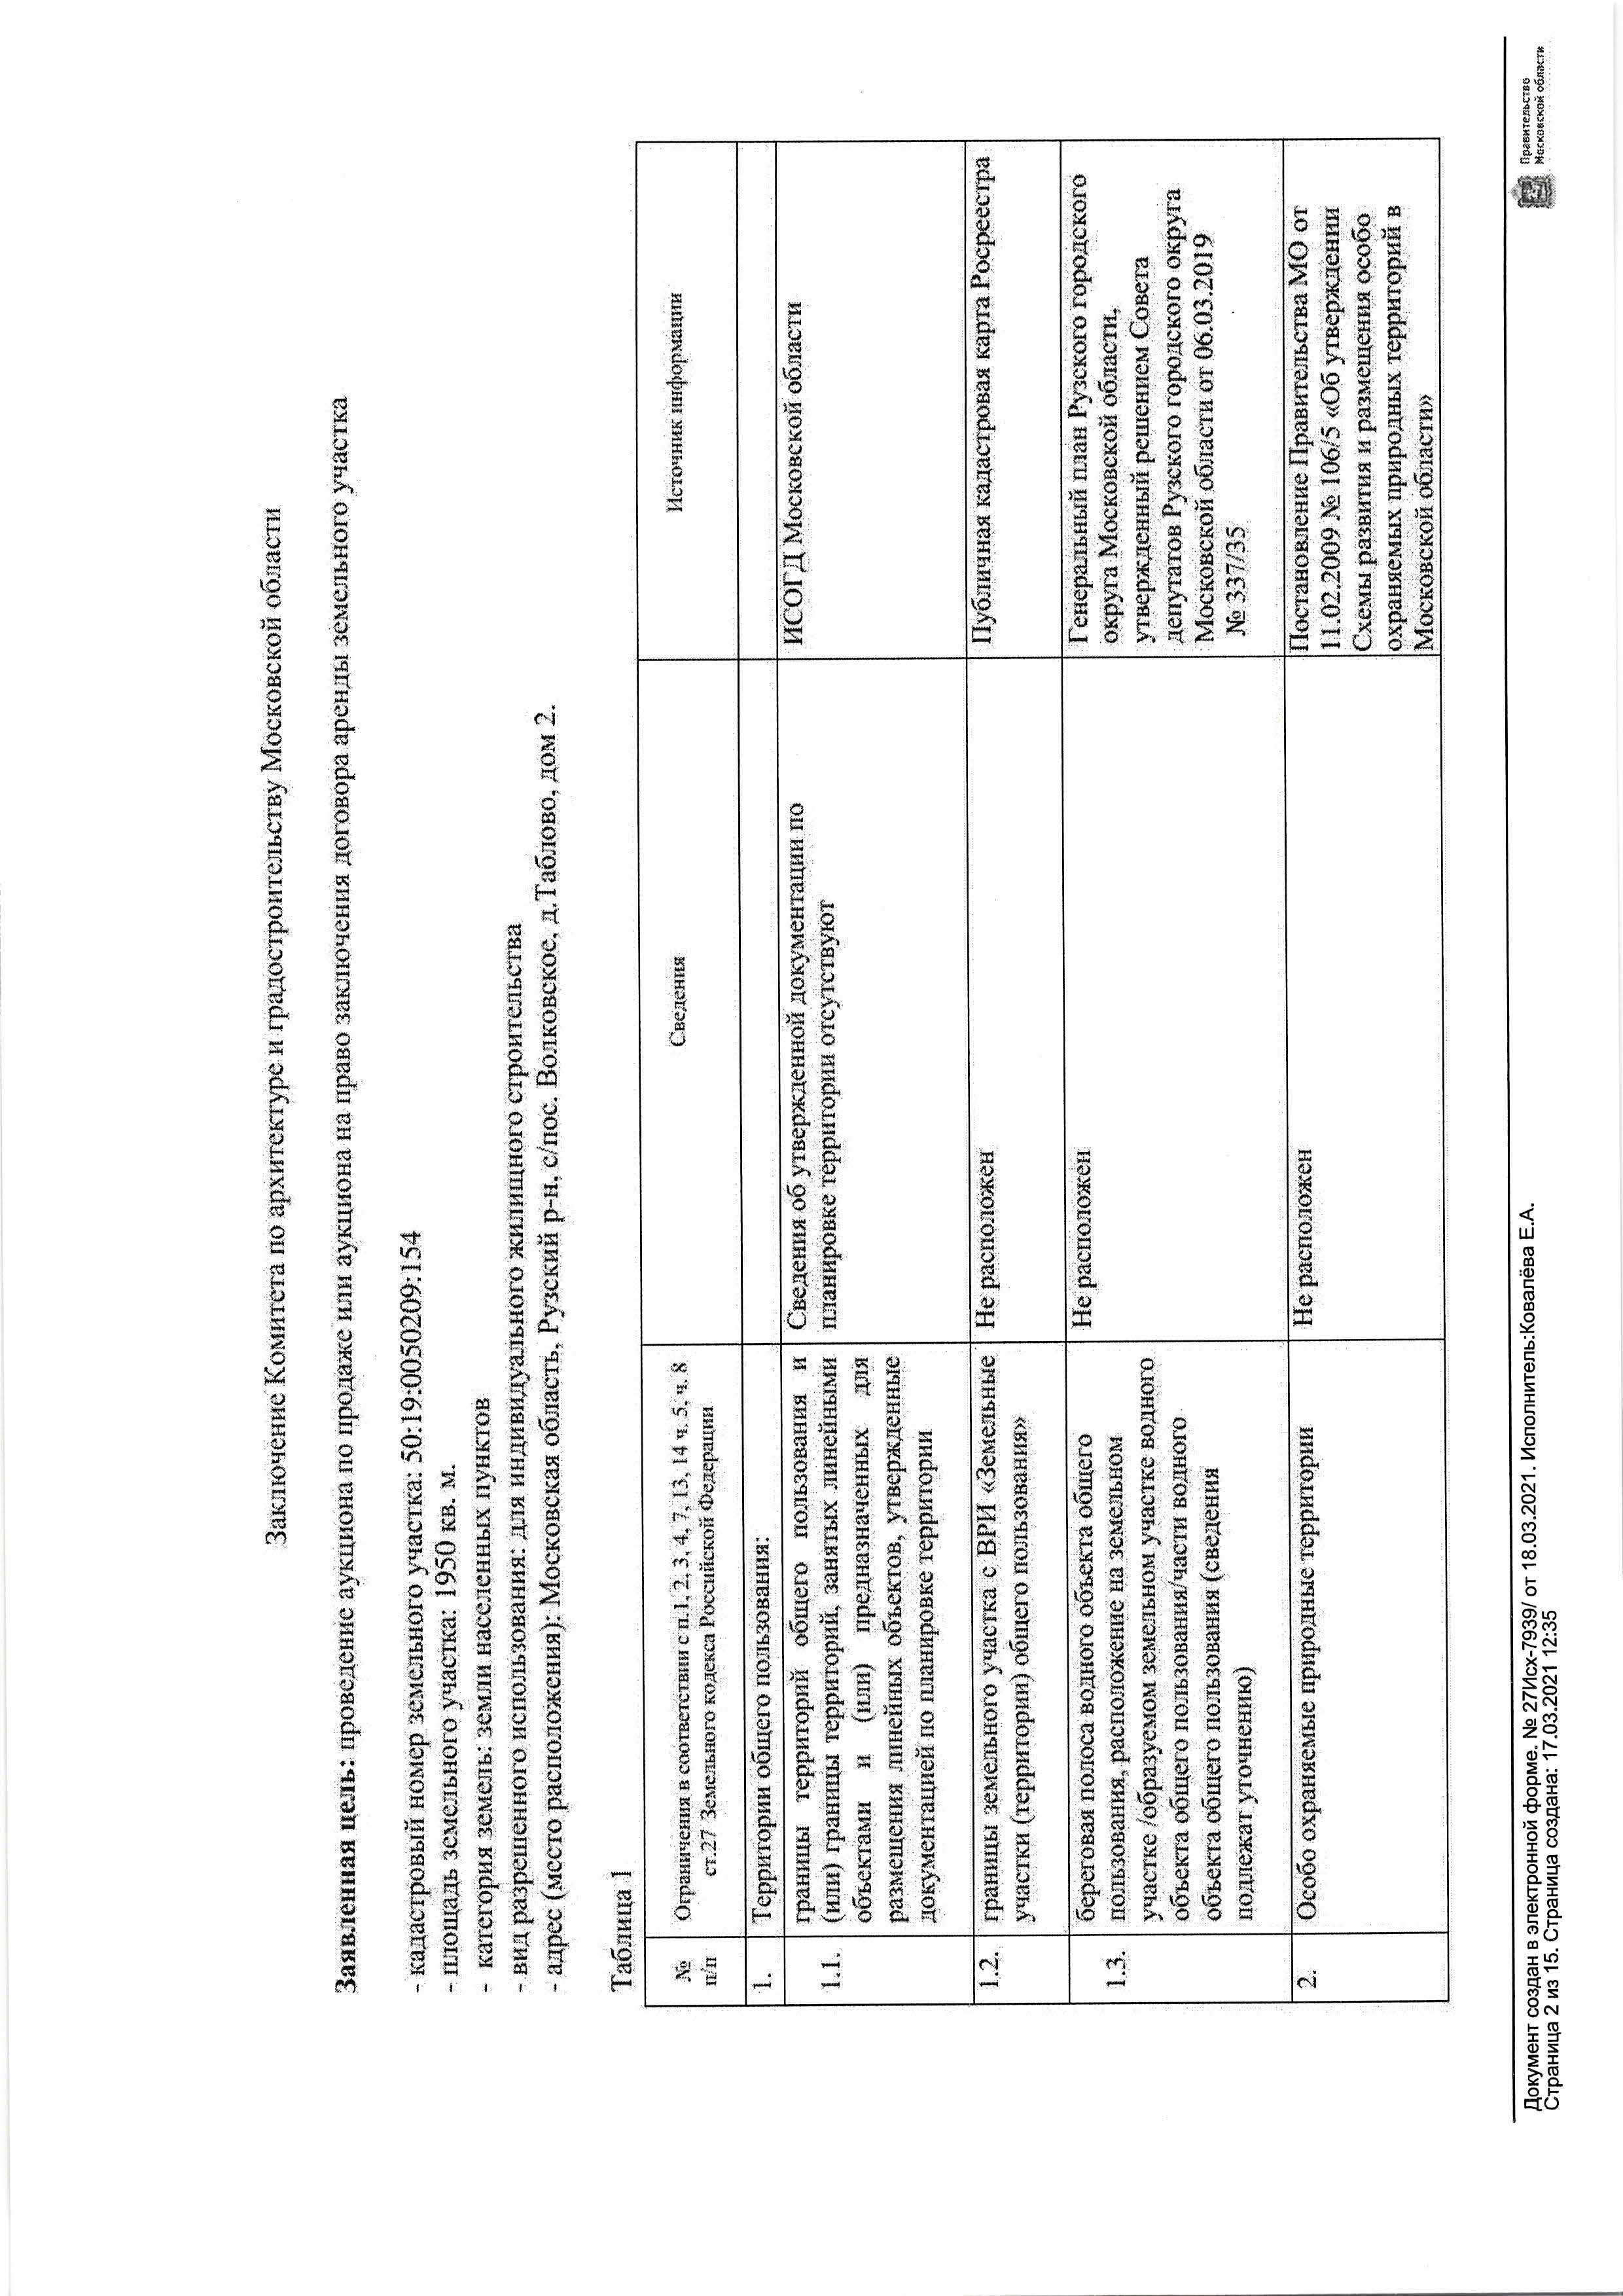 Заключение Комитета по архитектуре и градостроительству Московской области
Заявленная цель: проведение аукциона по продаже или аукциона на право заключения договора аренды земельного участка
- кадастровый номер земельного участка: 50:19:0050209:154
- площадь земельного участка: 1950 кв. м.
- категория земель: земли населенных пунктов
- вид разрешенного использования: для индивидуального жилищного строительства
- адрес (место расположения): Московская область, Рузский р-н, с/пос. Волковское, д.Таблово, дом 2.
Таблица 1
№
п/п
Ограничения в соответствии с п.1, 2, 3, 4, 7, 13, 14 ч. 5, ч. 8
ст.27 Земельного кодекса Российской Федерации
Сведения
Источник информации
1.
Территории общего пользования:
1.1.
границы территорий общего пользования и
(или) границы территорий, занятых линейными
объектами и (или) предназначенных для
размещения линейных объектов, утвержденные
документацией по планировке территории
Сведения об утвержденной документации по
планировке территории отсутствуют
ИСОГД Московской области
1.2.
границы земельного участка с ВРИ «Земельные
участки (территории) общего пользования»
Не расположен
Публичная кадастровая карта Росреестра
1.3.
береговая полоса водного объекта общего
пользования, расположение на земельном
участке /образуемом земельном участке водного
объекта общего пользования/части водного
объекта общего пользования (сведения
подлежат уточнению)
Не расположен
Генеральный план Рузского городского
округа Московской области,
утвержденный решением Совета
депутатов Рузского городского округа
Московской области от 06.03.2019
№ 337/35
2.
Особо охраняемые природные территории
Не расположен
Постановление Правительства МО от
11.02.2009 № 106/5 «Об утверждении
Схемы развития и размещения особо
охраняемых природных территорий в
Московской области»
Документ создан в электронной форме. № 27Исх-7939/ от 18.03.2021. Исполнитель:Ковалёва Е.А.
Страница 2 из 15. Страница создана: 17.03.2021 12:35
Правительство
Московской области